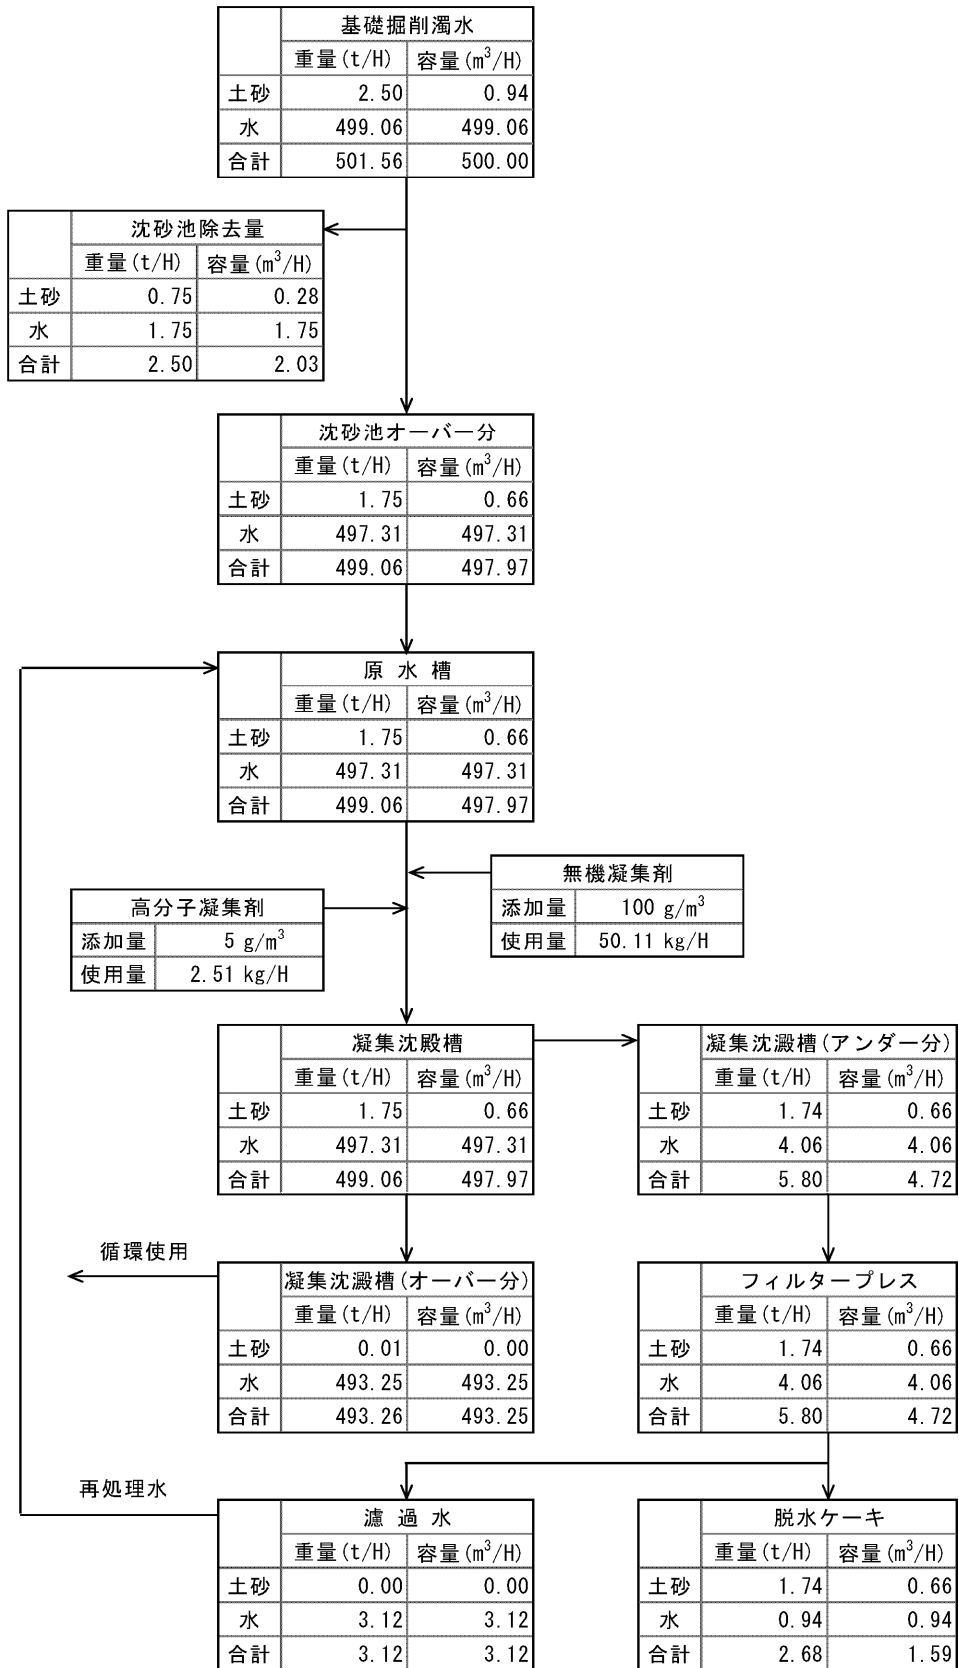 基礎掘削濁水
重量(t/H) 容量(m³/H)
土砂 2.50 0.94
水 499.06 499.06
合計 501.56 500.00
沈砂池除去量
重量(t/H) 容量(m³/H)
土砂 0.75 0.28
水 1.75 1.75
合計 2.50 2.03
沈砂池オーバー分
重量(t/H) 容量(m³/H)
土砂 1.75 0.66
水 497.31 497.31
合計 499.06 497.97
原水槽
重量(t/H) 容量(m³/H)
土砂 1.75 0.66
水 497.31 497.31
合計 499.06 497.97
無機凝集剤
添加量 100 g/m³
使用量 50.11 kg/H
高分子凝集剤
添加量 5 g/m³
使用量 2.51 kg/H
凝集沈殿槽
重量(t/H) 容量(m³/H)
土砂 1.75 0.66
水 497.31 497.31
合計 499.06 497.97
凝集沈澱槽(アンダー分)
重量(t/H) 容量(m³/H)
土砂 1.74 0.66
水 4.06 4.06
合計 5.80 4.72
循環使用
凝集沈澱槽(オーバー分)
重量(t/H) 容量(m³/H)
土砂 0.01 0.00
水 493.25 493.25
合計 493.26 493.25
フィルタープレス
重量(t/H) 容量(m³/H)
土砂 1.74 0.66
水 4.06 4.06
合計 5.80 4.72
再処理水
濾過水
重量(t/H) 容量(m³/H)
土砂 0.00 0.00
水 3.12 3.12
合計 3.12 3.12
脱水ケーキ
重量(t/H) 容量(m³/H)
土砂 1.74 0.66
水 0.94 0.94
合計 2.68 1.59